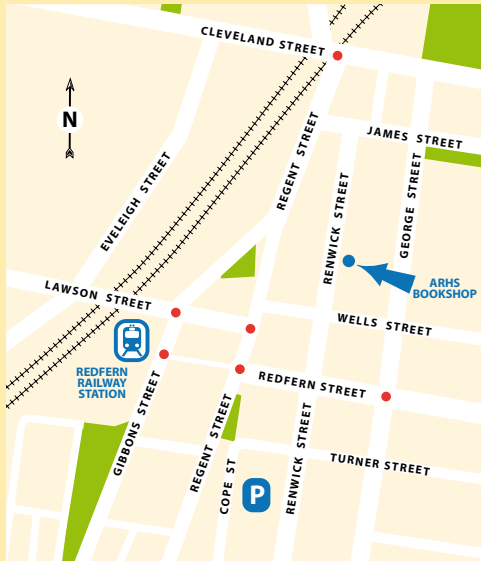 CLEVELAND STREET
N
JAMES STREET
REGENT STREET
EVELEIGH STREET
RENWICK STREET
GEORGE STREET
ARHS
BOOKSHOP
LAWSON STREET
WELLS STREET
REDFERN
RAILWAY
STATION
REDFERN STREET
GIBBONS STREET
REGENT STREET
RENWICK STREET
COPE ST
TURNER STREET
P